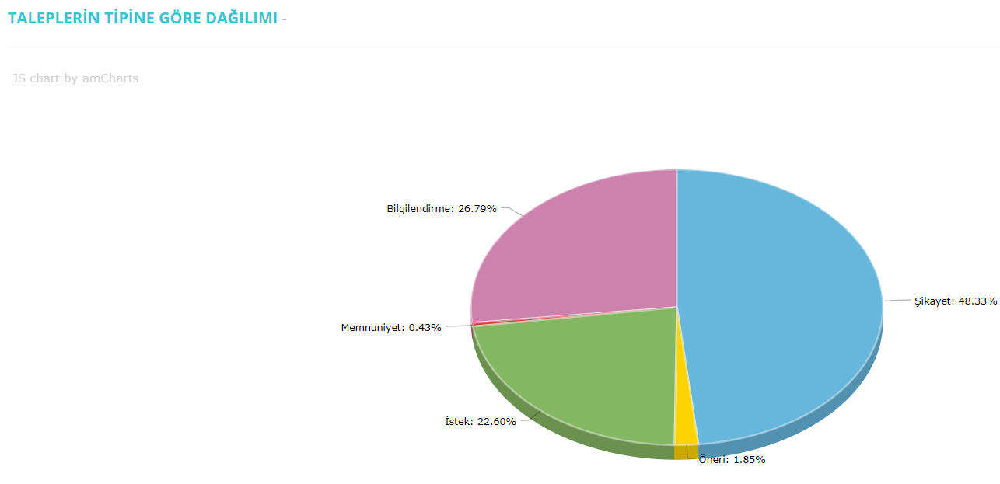 TALEPLERİN TİPİNE GÖRE DAĞILIMI -
JS chart by amCharts
Bilgilendirme: 26.79%
Şikayet: 48.33%
Memnuniyet: 0.43%
İstek: 22.60%
Öneri: 1.85%